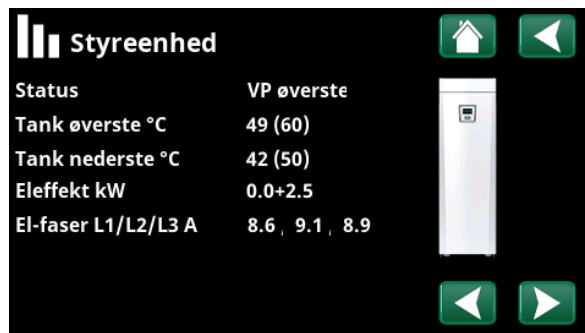 Styreenhed
Status VP øverste
Tank øverste °C 49 (60)
Tank nederste °C 42 (50)
Eleffekt kW 0.0+2.5
El-faser L1/L2/L3 A 8.6 , 9.1 , 8.9